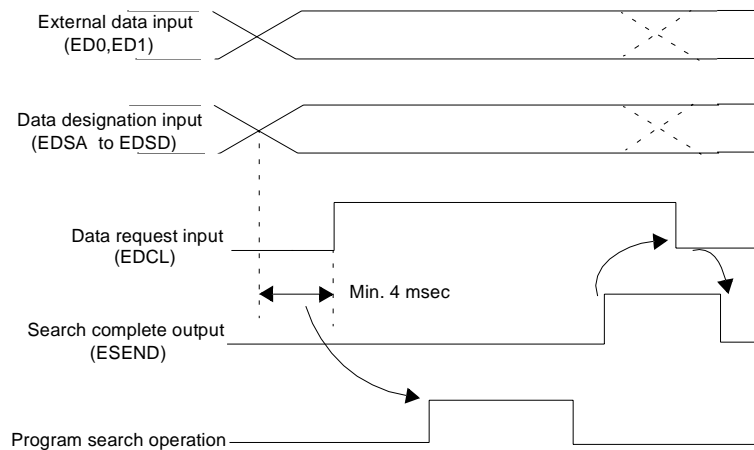 External data input
(ED0,ED1)
Data designation input
(EDSA to EDSD)
Data request input
(EDCL)
Min. 4 msec
Search complete output
(ESEND)
Program search operation